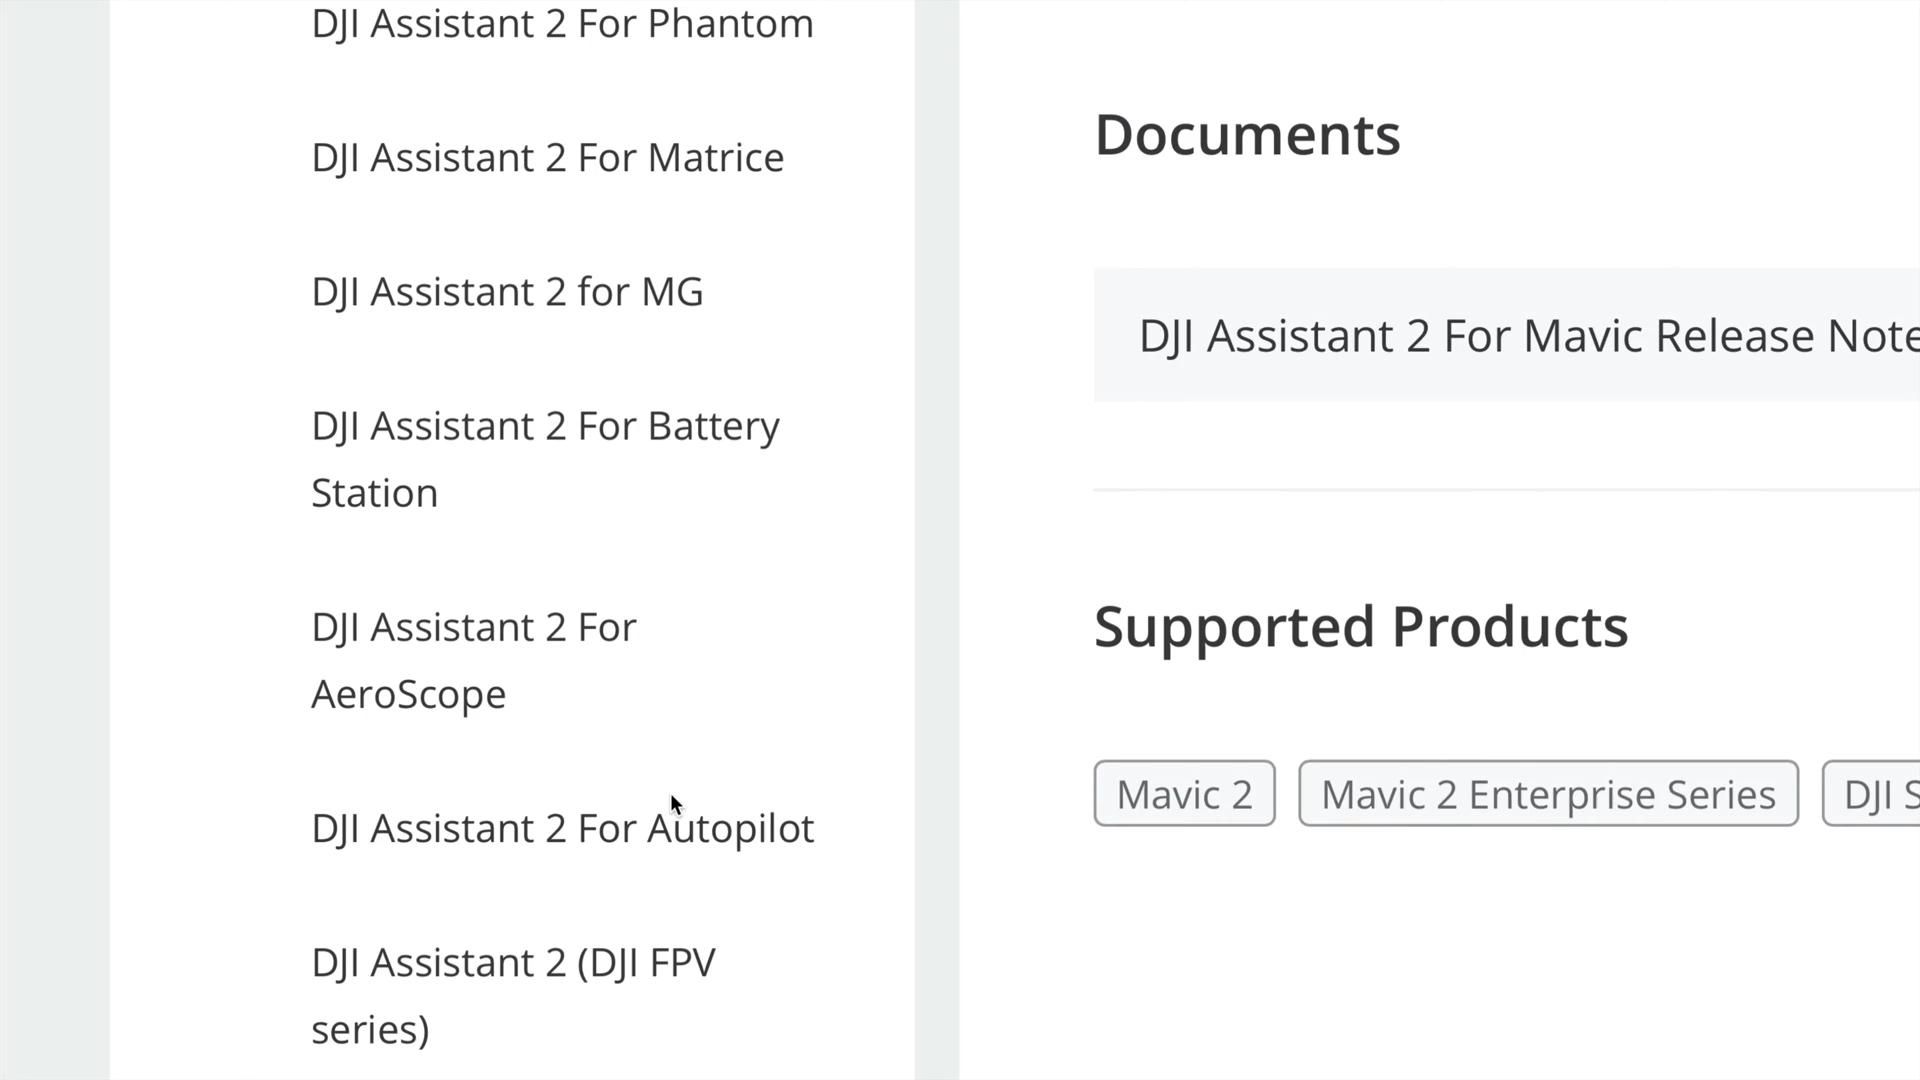 DJI Assistant 2 For Phantom
DJI Assistant 2 For Matrice
DJI Assistant 2 for MG
DJI Assistant 2 For Battery
Station
DJI Assistant 2 For
AeroScope
DJI Assistant 2 For Autopilot
DJI Assistant 2 (DJI FPV
series)
Documents
DJI Assistant 2 For Mavic Release Note
Supported Products
Mavic 2
Mavic 2 Enterprise Series
DJI S